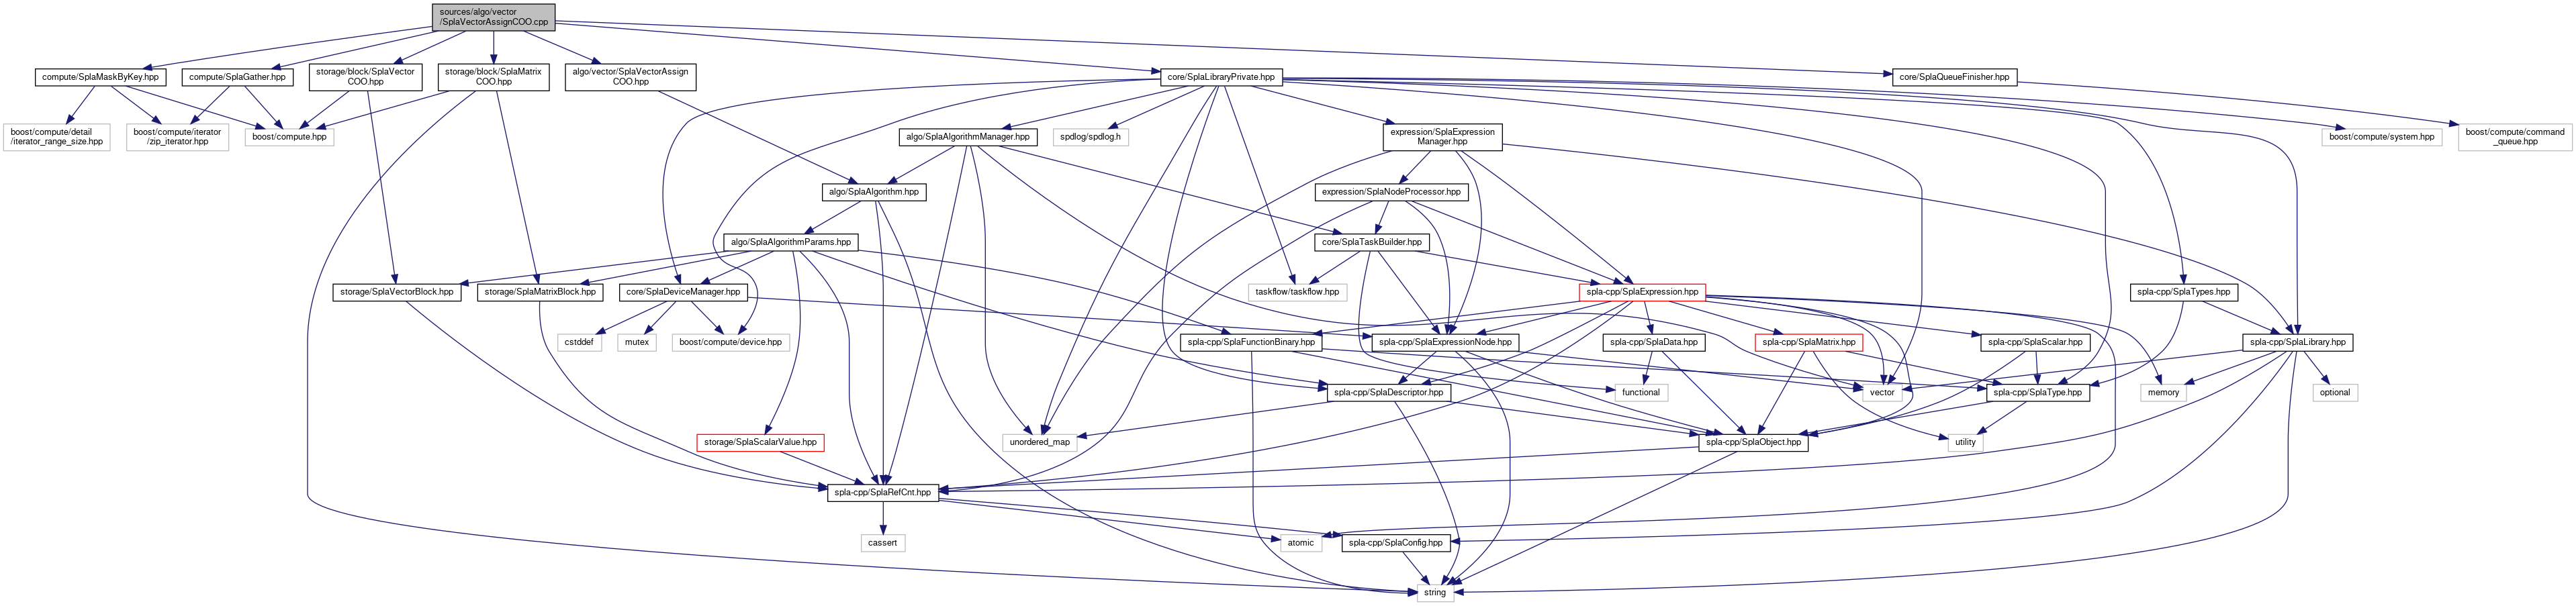 sources/algo/vector
/SplaVectorAssignCOO.cpp
compute/SplaMaskByKey.hpp
compute/SplaGather.hpp
storage/block/SplaVector
COO.hpp
storage/block/SplaMatrix
COO.hpp
algo/vector/SplaVectorAssign
COO.hpp
core/SplaLibraryPrivate.hpp
core/SplaQueueFinisher.hpp
boost/compute/detail
/iterator_range_size.hpp
boost/compute/iterator
/zip_iterator.hpp
boost/compute.hpp
algo/SplaAlgorithmManager.hpp
spdlog/spdlog.h
expression/SplaExpression
Manager.hpp
boost/compute/system.hpp
boost/compute/command
_queue.hpp
algo/SplaAlgorithm.hpp
expression/SplaNodeProcessor.hpp
algo/SplaAlgorithmParams.hpp
core/SplaTaskBuilder.hpp
storage/SplaVectorBlock.hpp
storage/SplaMatrixBlock.hpp
core/SplaDeviceManager.hpp
taskflow/taskflow.hpp
spla-cpp/SplaExpression.hpp
spla-cpp/SplaTypes.hpp
cstddef
mutex
boost/compute/device.hpp
spla-cpp/SplaFunctionBinary.hpp
spla-cpp/SplaExpressionNode.hpp
spla-cpp/SplaData.hpp
spla-cpp/SplaMatrix.hpp
spla-cpp/SplaScalar.hpp
spla-cpp/SplaLibrary.hpp
spla-cpp/SplaDescriptor.hpp
functional
vector
spla-cpp/SplaType.hpp
memory
optional
storage/SplaScalarValue.hpp
unordered_map
spla-cpp/SplaObject.hpp
utility
spla-cpp/SplaRefCnt.hpp
cassert
atomic
spla-cpp/SplaConfig.hpp
string